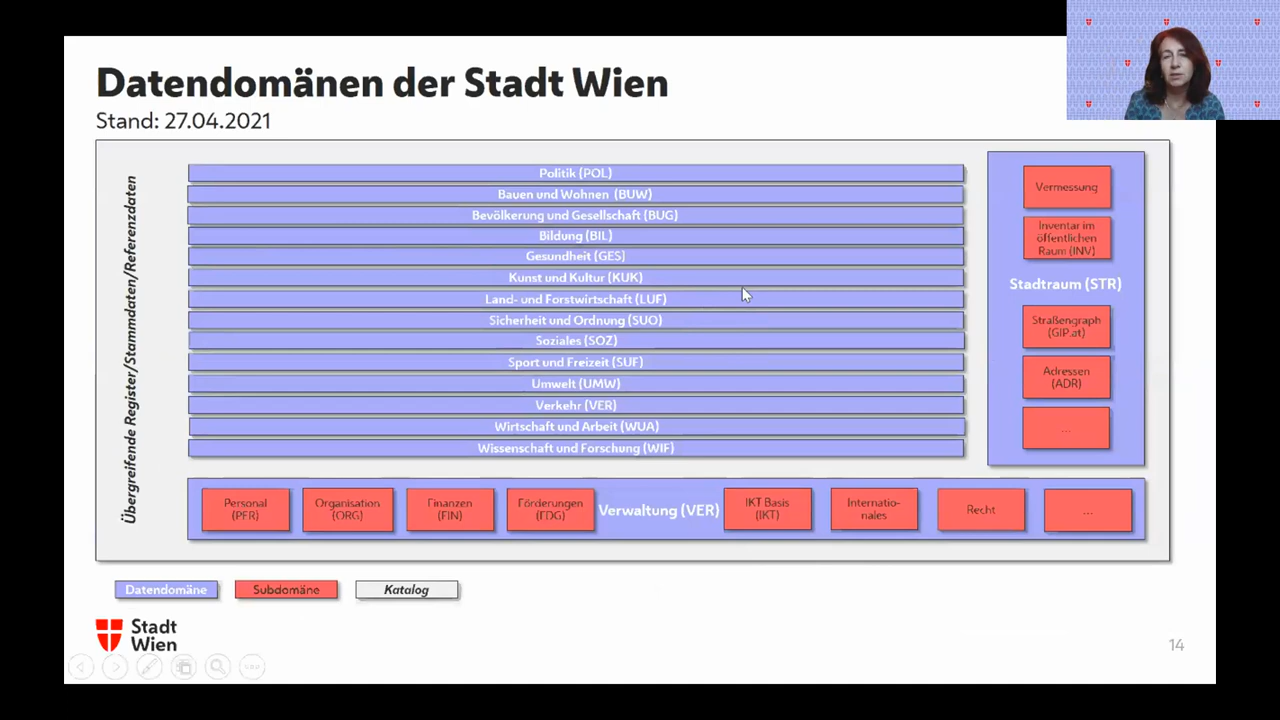 Datendomänen der Stadt Wien
Stand: 27.04.2021
Übergreifende Register/Stammdaten/Referenzdaten
Politik (POL)
Bauen und Wohnen (BUW)
Bevölkerung und Gesellschaft (BUG)
Bildung (BIL)
Gesundheit (GES)
Kunst und Kultur (KUK)
Land- und Forstwirtschaft (LUF)
Sicherheit und Ordnung (SUO)
Soziales (SOZ)
Sport und Freizeit (SUF)
Umwelt (UMW)
Verkehr (VER)
Wirtschaft und Arbeit (WUA)
Wissenschaft und Forschung (WIF)
Vermessung
Inventar im
öffentlichen
Raum (INV)
Stadtraum (STR)
Straßengraph
(GIP.at)
Adressen
(ADR)
...
Personal
(PER)
Organisation
(ORG)
Finanzen
(FIN)
Förderungen
(FDG)
Verwaltung (VER)
IKT Basis
(IKT)
Internatio-
nales
Recht
...
Datendomäne
Subdomäne
Katalog
Stadt
Wien
14